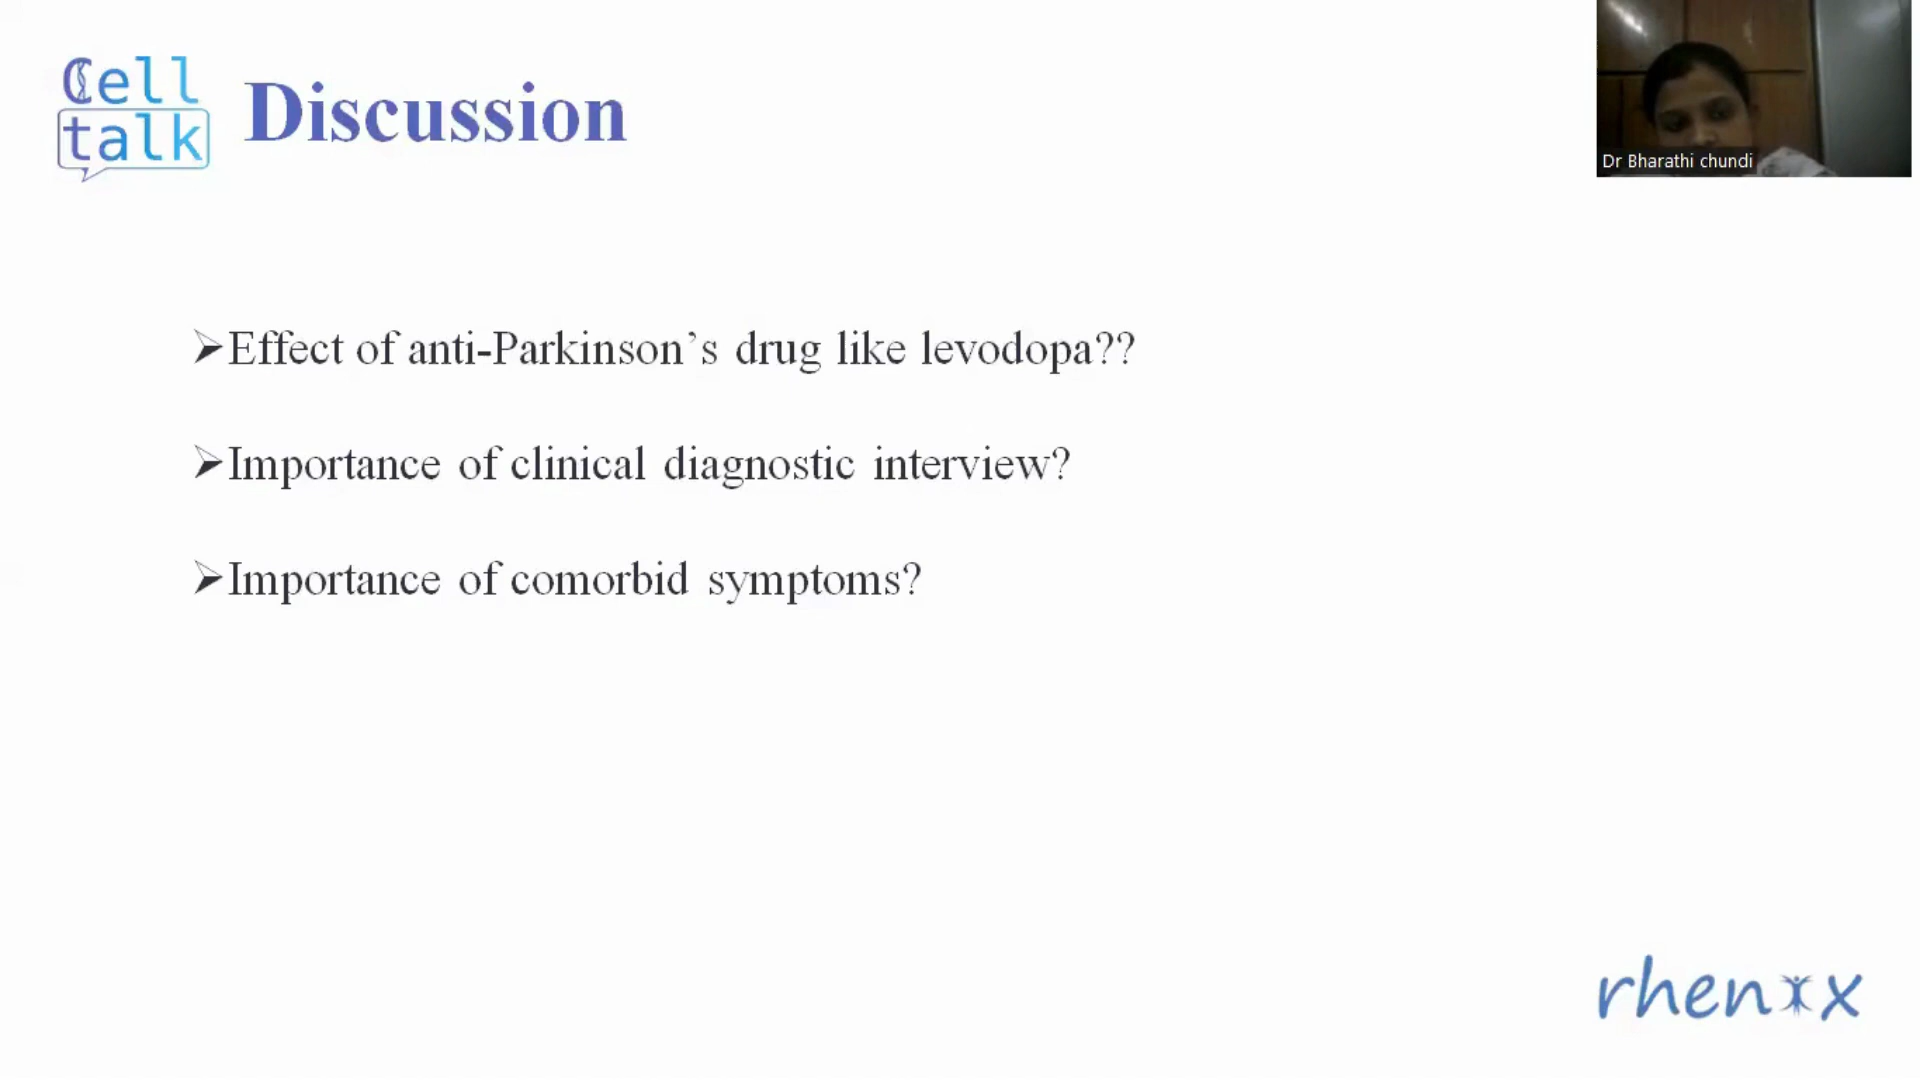 Cell
talk
Discussion
Dr Bharathi chundi
➢Effect of anti-Parkinson’s drug like levodopa??
➢Importance of clinical diagnostic interview?
➢Importance of comorbid symptoms?
rhenix